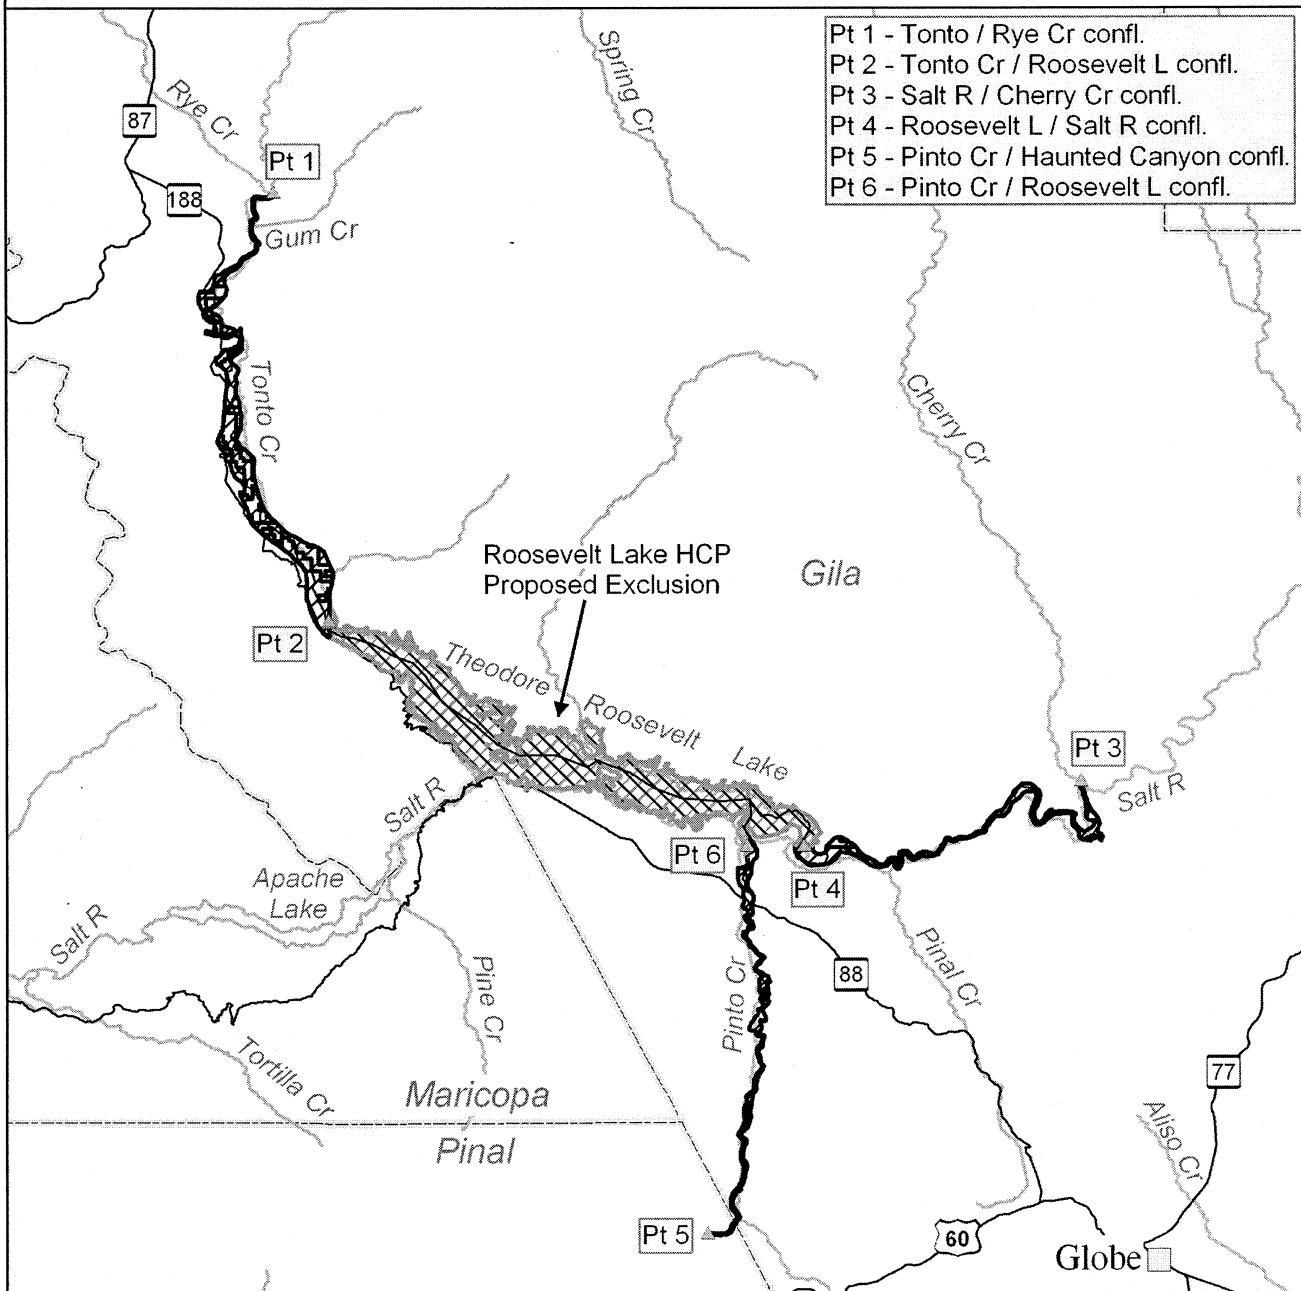 Pt 1 - Tonto / Rye Cr confl.
Pt 2 - Tonto Cr / Roosevelt L confl.
Pt 3 - Salt R / Cherry Cr confl.
Pt 4 - Roosevelt L / Salt R confl.
Pt 5 - Pinto Cr / Haunted Canyon confl.
Pt 6 - Pinto Cr / Roosevelt L confl.
Spring Cr
Rye Cr
87
Pt 1
188
Gum Cr
Tonto Cr
Cherry Cr
Roosevelt Lake HCP
Proposed Exclusion
Gila
Pt 2
Theodore Roosevelt Lake
Pt 3
Salt R
Salt R
Pt 6
Pt 4
Apache
Lake
Salt R
Pine Cr
Pinto Cr
88
Pinal Cr
Tortilla Cr
77
Maricopa
Pinal
Aliso Cr
Pt 5
60
Globe